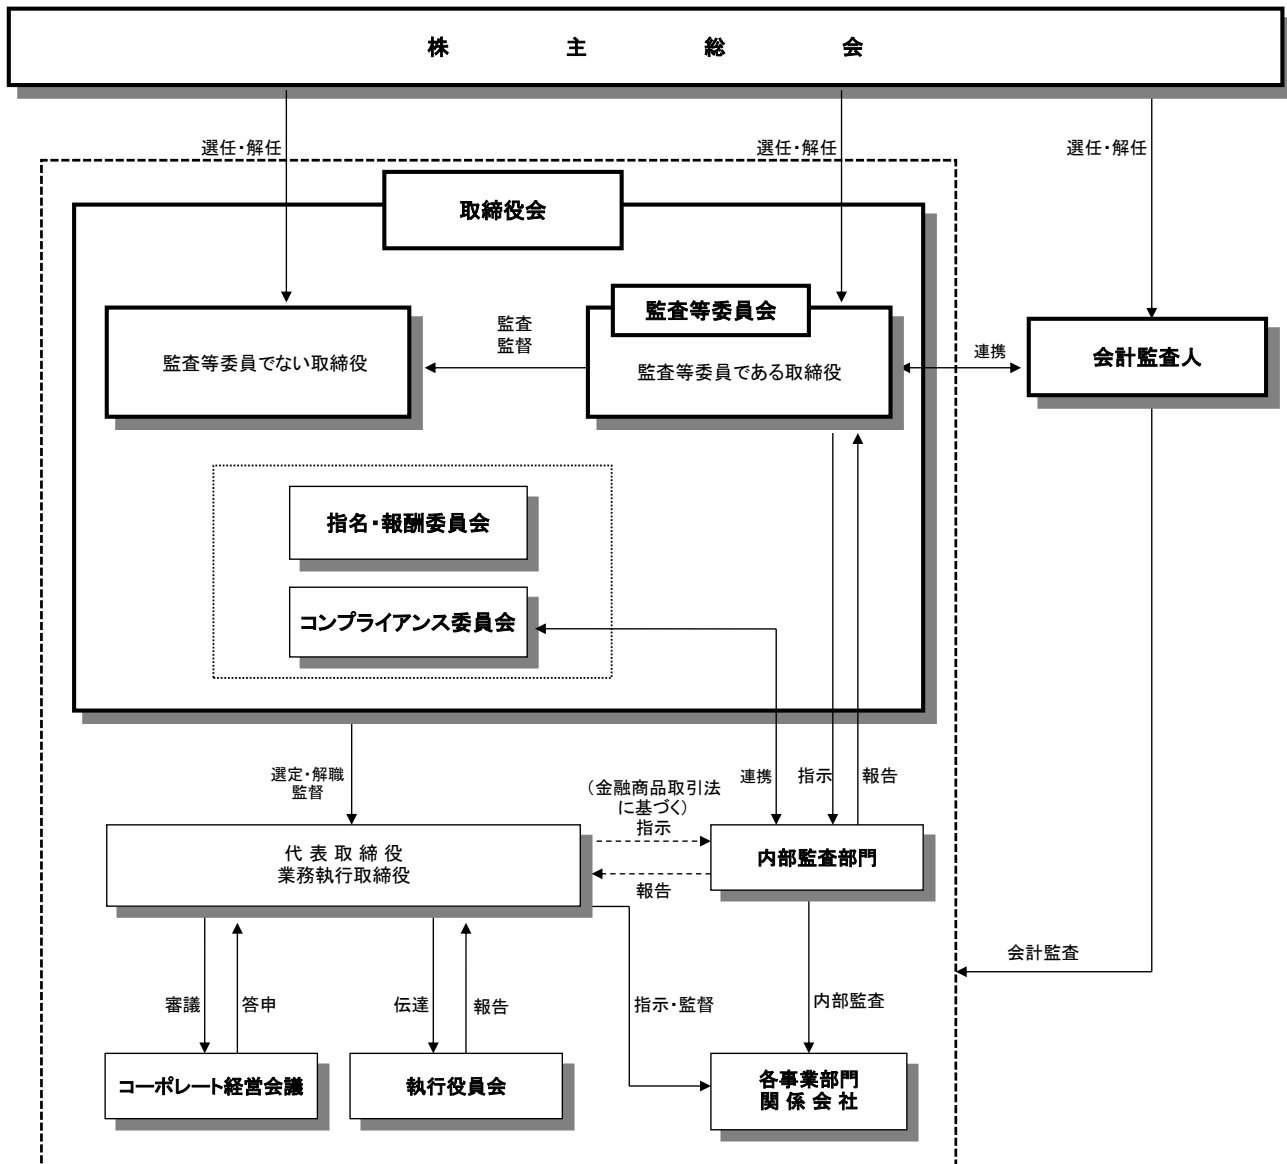 株主総会
選任・解任
選任・解任
選任・解任
取締役会
監査等委員会
監査等委員でない取締役
監査
監督
監査等委員である取締役
連携
会計監査人
指名・報酬委員会
コンプライアンス委員会
選定・解職
監督
（金融商品取引法
に基づく）
指示
連携
指示
報告
代表取締役
業務執行取締役
内部監査部門
報告
会計監査
審議
答申
伝達
報告
指示・監督
内部監査
コーポレート経営会議
執行役員会
各事業部門
関係会社